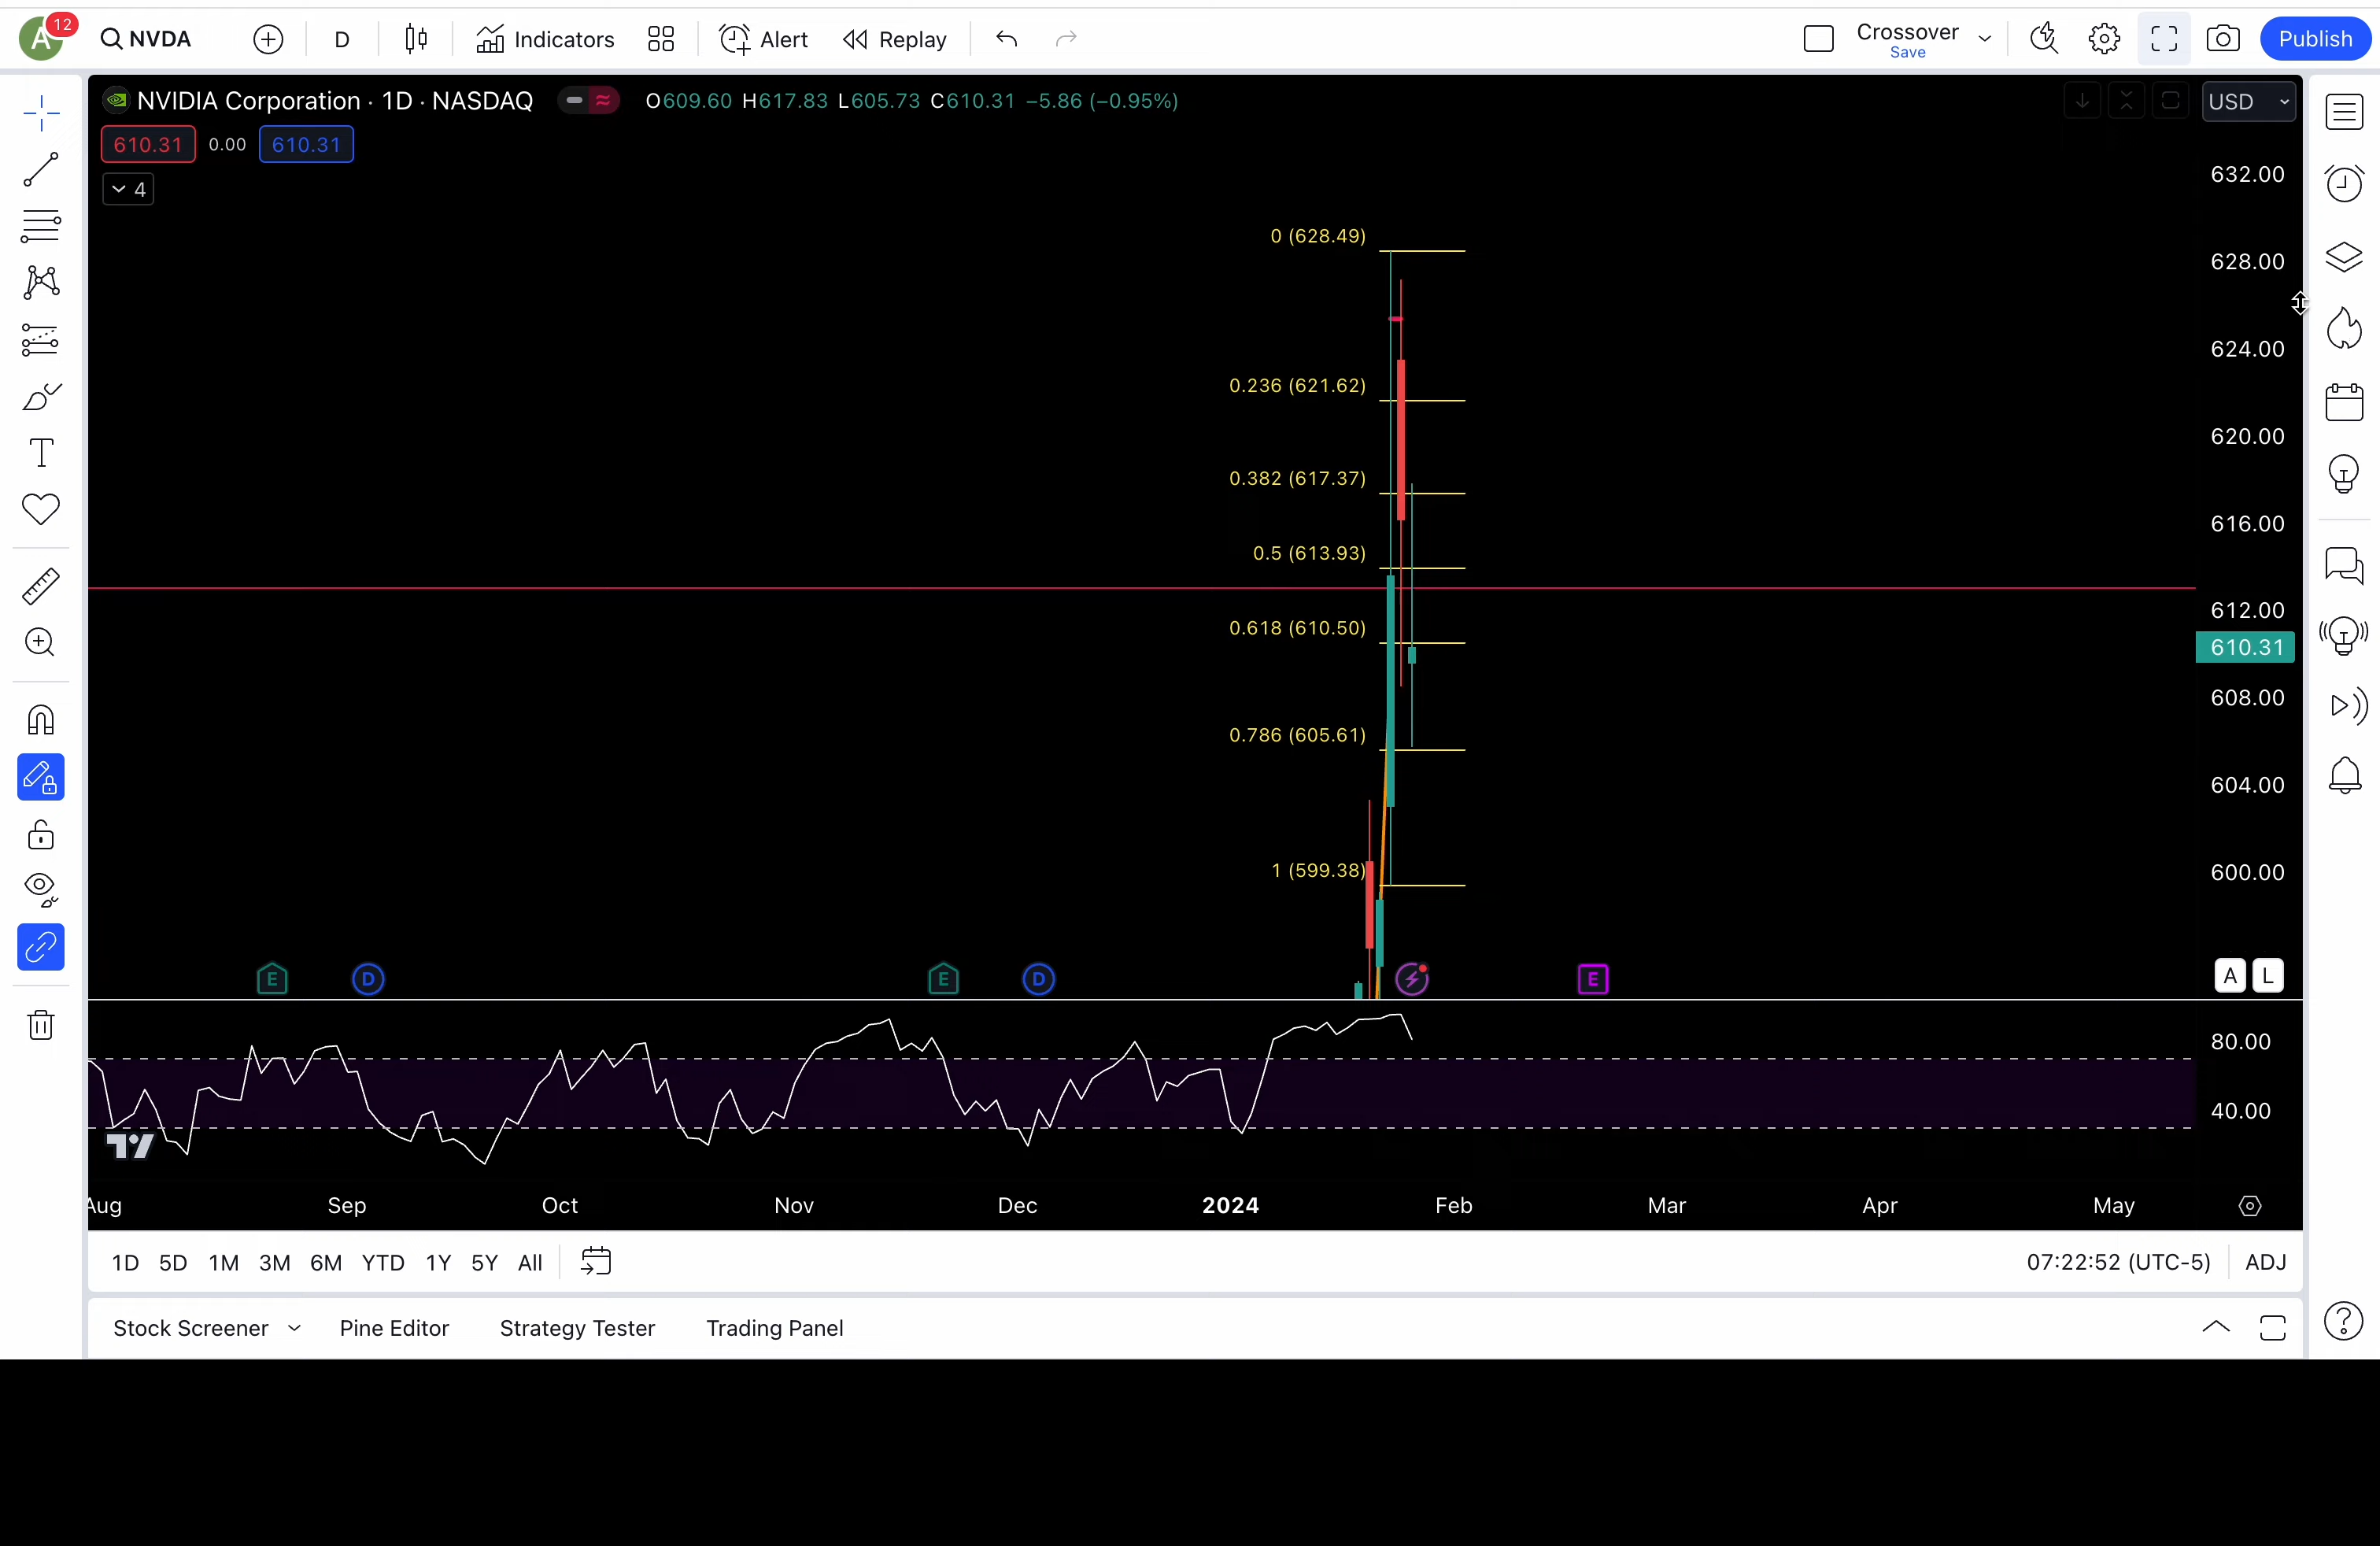 A 12 NVDA D Indicators Alert Replay Crossover Publish
Save
NVIDIA Corporation · 1D · NASDAQ O609.60 H617.83 L605.73 C610.31 −5.86 (−0.95%) USD
610.31 0.00 610.31
4
632.00
0 (628.49)
628.00
624.00
0.236 (621.62)
620.00
0.382 (617.37)
616.00
0.5 (613.93)
612.00
0.618 (610.50)
610.31
608.00
0.786 (605.61)
604.00
1 (599.38)
600.00
E D E D E A L
80.00
40.00
Aug Sep Oct Nov Dec 2024 Feb Mar Apr May
1D 5D 1M 3M 6M YTD 1Y 5Y All 07:22:52 (UTC-5) ADJ
Stock Screener Pine Editor Strategy Tester Trading Panel